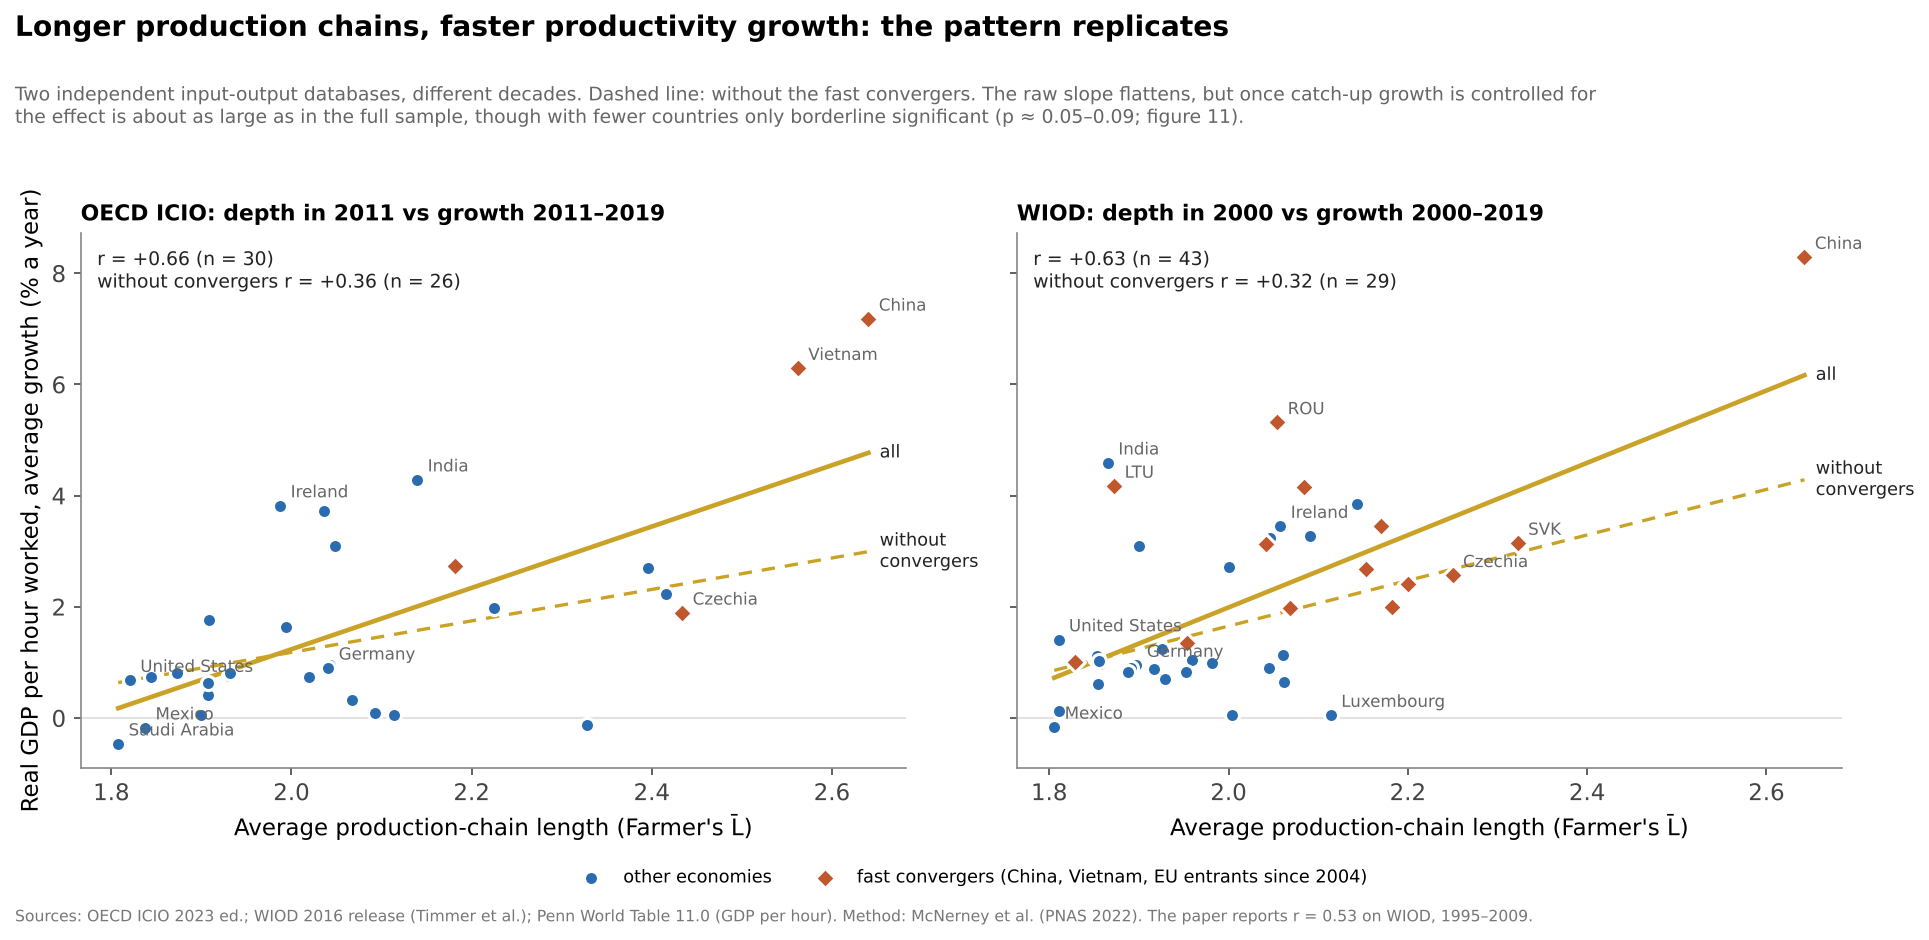 Longer production chains, faster productivity growth: the pattern replicates
Two independent input-output databases, different decades. Dashed line: without the fast convergers. The raw slope flattens, but once catch-up growth is controlled for
the effect is about as large as in the full sample, though with fewer countries only borderline significant (p ≈ 0.05–0.09; figure 11).
Real GDP per hour worked, average growth (% a year)
OECD ICIO: depth in 2011 vs growth 2011–2019
r = +0.66 (n = 30)
without convergers r = +0.36 (n = 26)
8
6
4
2
0
China
Vietnam
all
India
Ireland
without
convergers
Czechia
Germany
United States
Mexico
Saudi Arabia
1.8
2.0
2.2
2.4
2.6
Average production-chain length (Farmer's L̄)
WIOD: depth in 2000 vs growth 2000–2019
r = +0.63 (n = 43)
without convergers r = +0.32 (n = 29)
China
all
ROU
India
LTU
without
convergers
Ireland
SVK
Czechia
United States
Germany
Luxembourg
Mexico
1.8
2.0
2.2
2.4
2.6
Average production-chain length (Farmer's L̄)
other economies
fast convergers (China, Vietnam, EU entrants since 2004)
Sources: OECD ICIO 2023 ed.; WIOD 2016 release (Timmer et al.); Penn World Table 11.0 (GDP per hour). Method: McNerney et al. (PNAS 2022). The paper reports r = 0.53 on WIOD, 1995–2009.